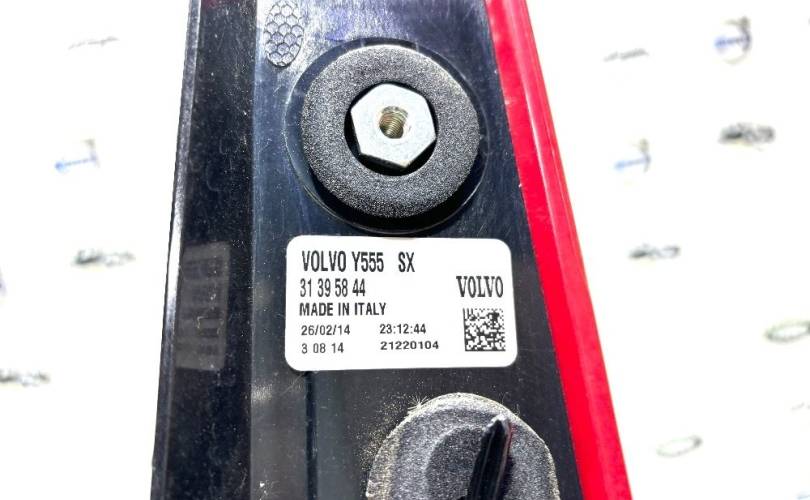 VOLVO Y555 SX
31 39 58 44 VOLVO
MADE IN ITALY
26/02/14 23:12:44
3 08 14 21220104